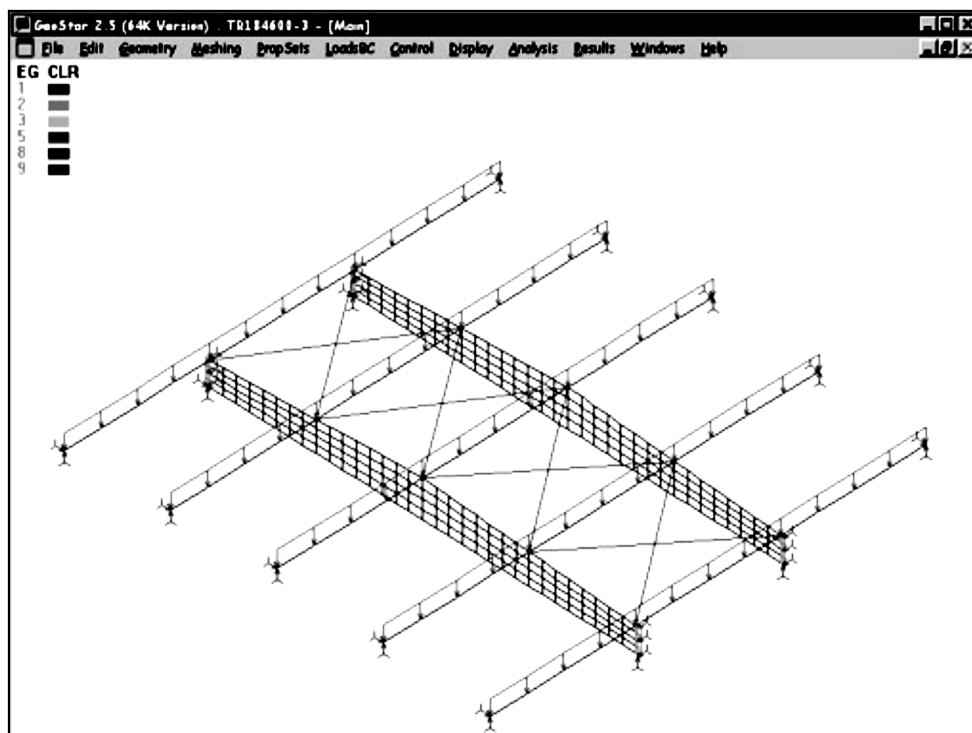 GeoStar 2.5 (64K Version) . TR184600-3 - [Main]
File Edit Geometry Meshing PropSets LoadsBC Control Display Analysis Results Windows Help
EG CLR
1
2
3
5
8
9